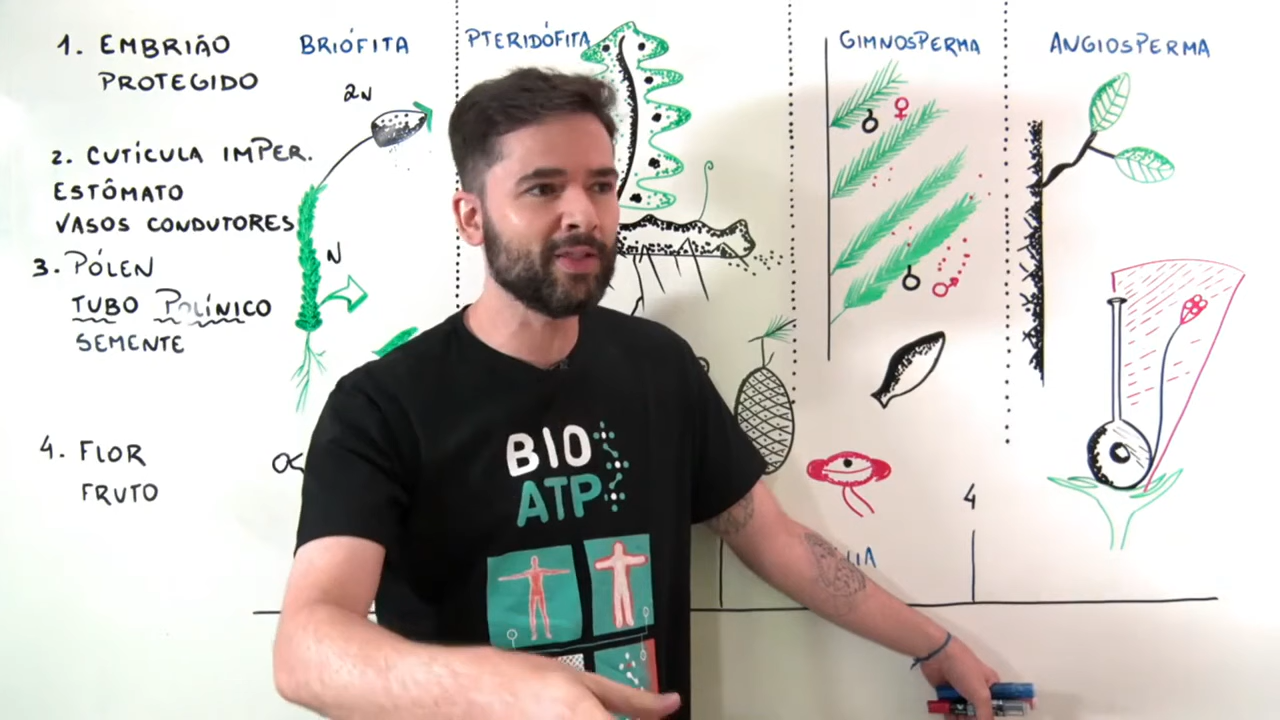 1. EMBRIÃO
PROTEGIDO
2. CUTÍCULA IMPER.
ESTÔMATO
VASOS CONDUTORES
3. PÓLEN
TUBO POLÍNICO
SEMENTE
4. FLOR
FRUTO
BRIÓFITA
2N
N
PTERIDÓFITA
GIMNOSPERMA
ANGIOSPERMA
4
BIO
ATP